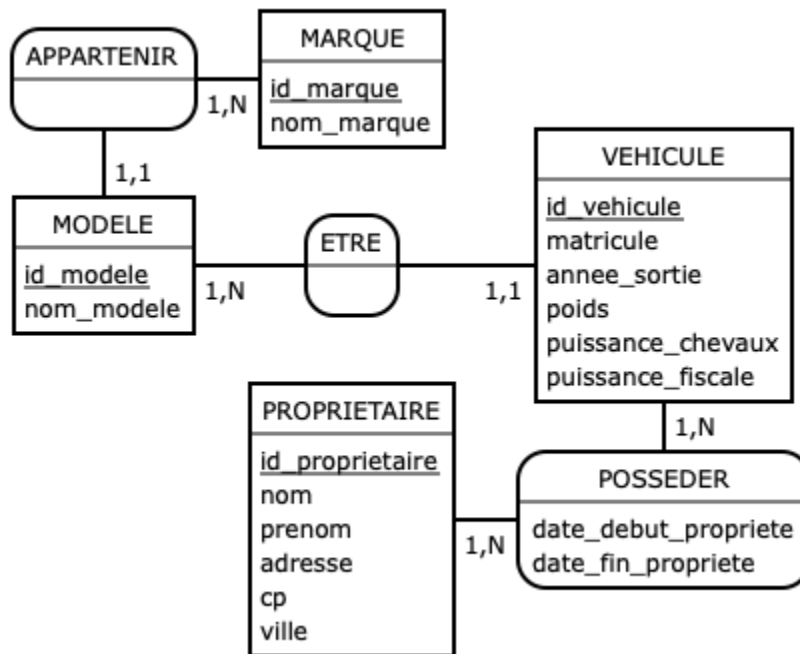 APPARTENIR
1,N
MARQUE
id_marque
nom_marque
1,1
MODELE
id_modele
nom_modele
1,N
ETRE
1,1
VEHICULE
id_vehicule
matricule
annee_sortie
poids
puissance_chevaux
puissance_fiscale
1,N
POSSEDER
date_debut_propriete
date_fin_propriete
1,N
PROPRIETAIRE
id_proprietaire
nom
prenom
adresse
cp
ville